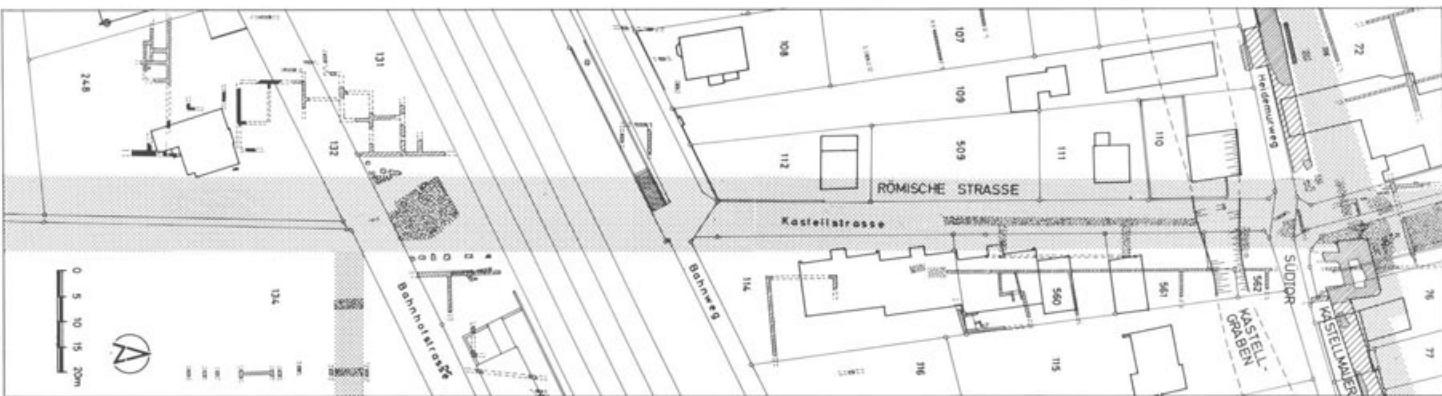 248
131
132
134
0
5
10
15
20m
Bahnhofstrasse
Bahnweg
108
107
109
112
509
111
110
RÖMISCHE STRASSE
Kastellstrasse
114
560
561
562
116
115
Heidemurweg
72
SÜDTOR
KASTELL-
GRABEN
KASTELLMAUER
76
77